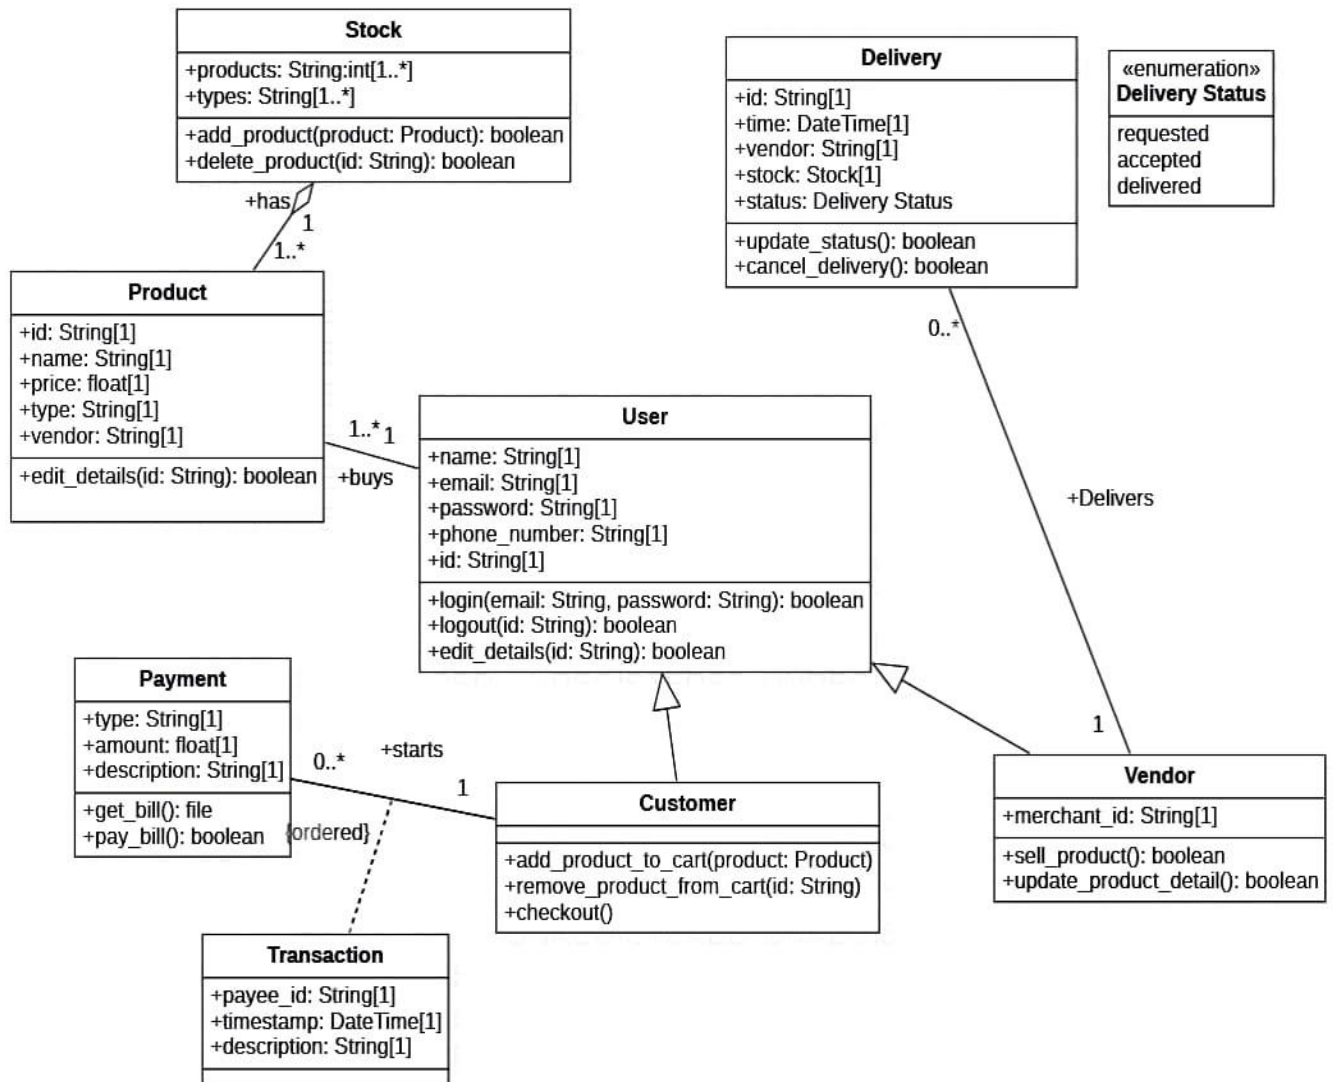 Stock
+products: String:int[1..*]
+types: String[1..*]
+add_product(product: Product): boolean
+delete_product(id: String): boolean
+has
1
1..*
Delivery
+id: String[1]
+time: DateTime[1]
+vendor: String[1]
+stock: Stock[1]
+status: Delivery Status
+update_status(): boolean
+cancel_delivery(): boolean
«enumeration»
Delivery Status
requested
accepted
delivered
Product
+id: String[1]
+name: String[1]
+price: float[1]
+type: String[1]
+vendor: String[1]
+edit_details(id: String): boolean
1..*
1
+buys
User
+name: String[1]
+email: String[1]
+password: String[1]
+phone_number: String[1]
+id: String[1]
+login(email: String, password: String): boolean
+logout(id: String): boolean
+edit_details(id: String): boolean
0..*
+Delivers
1
Payment
+type: String[1]
+amount: float[1]
+description: String[1]
+get_bill(): file
+pay_bill(): boolean
0..*
+starts
1
{ordered}
Customer
+add_product_to_cart(product: Product)
+remove_product_from_cart(id: String)
+checkout()
Vendor
+merchant_id: String[1]
+sell_product(): boolean
+update_product_detail(): boolean
Transaction
+payee_id: String[1]
+timestamp: DateTime[1]
+description: String[1]